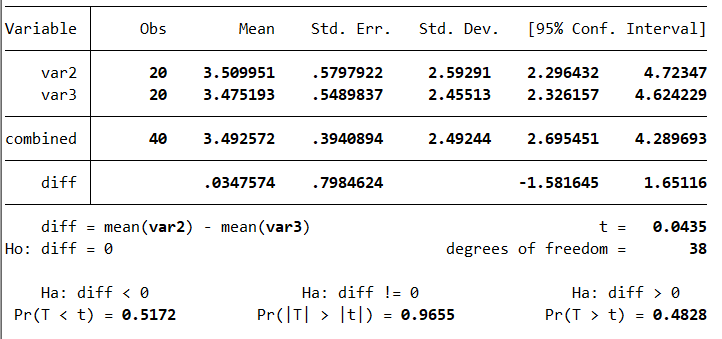 Variable Obs Mean Std. Err. Std. Dev. [95% Conf. Interval]
var2 20 3.509951 .5797922 2.59291 2.296432 4.72347
var3 20 3.475193 .5489837 2.45513 2.326157 4.624229
combined 40 3.492572 .3940894 2.49244 2.695451 4.289693
diff .0347574 .7984624 -1.581645 1.65116
diff = mean(var2) - mean(var3) t = 0.0435
Ho: diff = 0 degrees of freedom = 38
Ha: diff < 0 Ha: diff != 0 Ha: diff > 0
Pr(T < t) = 0.5172 Pr(|T| > |t|) = 0.9655 Pr(T > t) = 0.4828